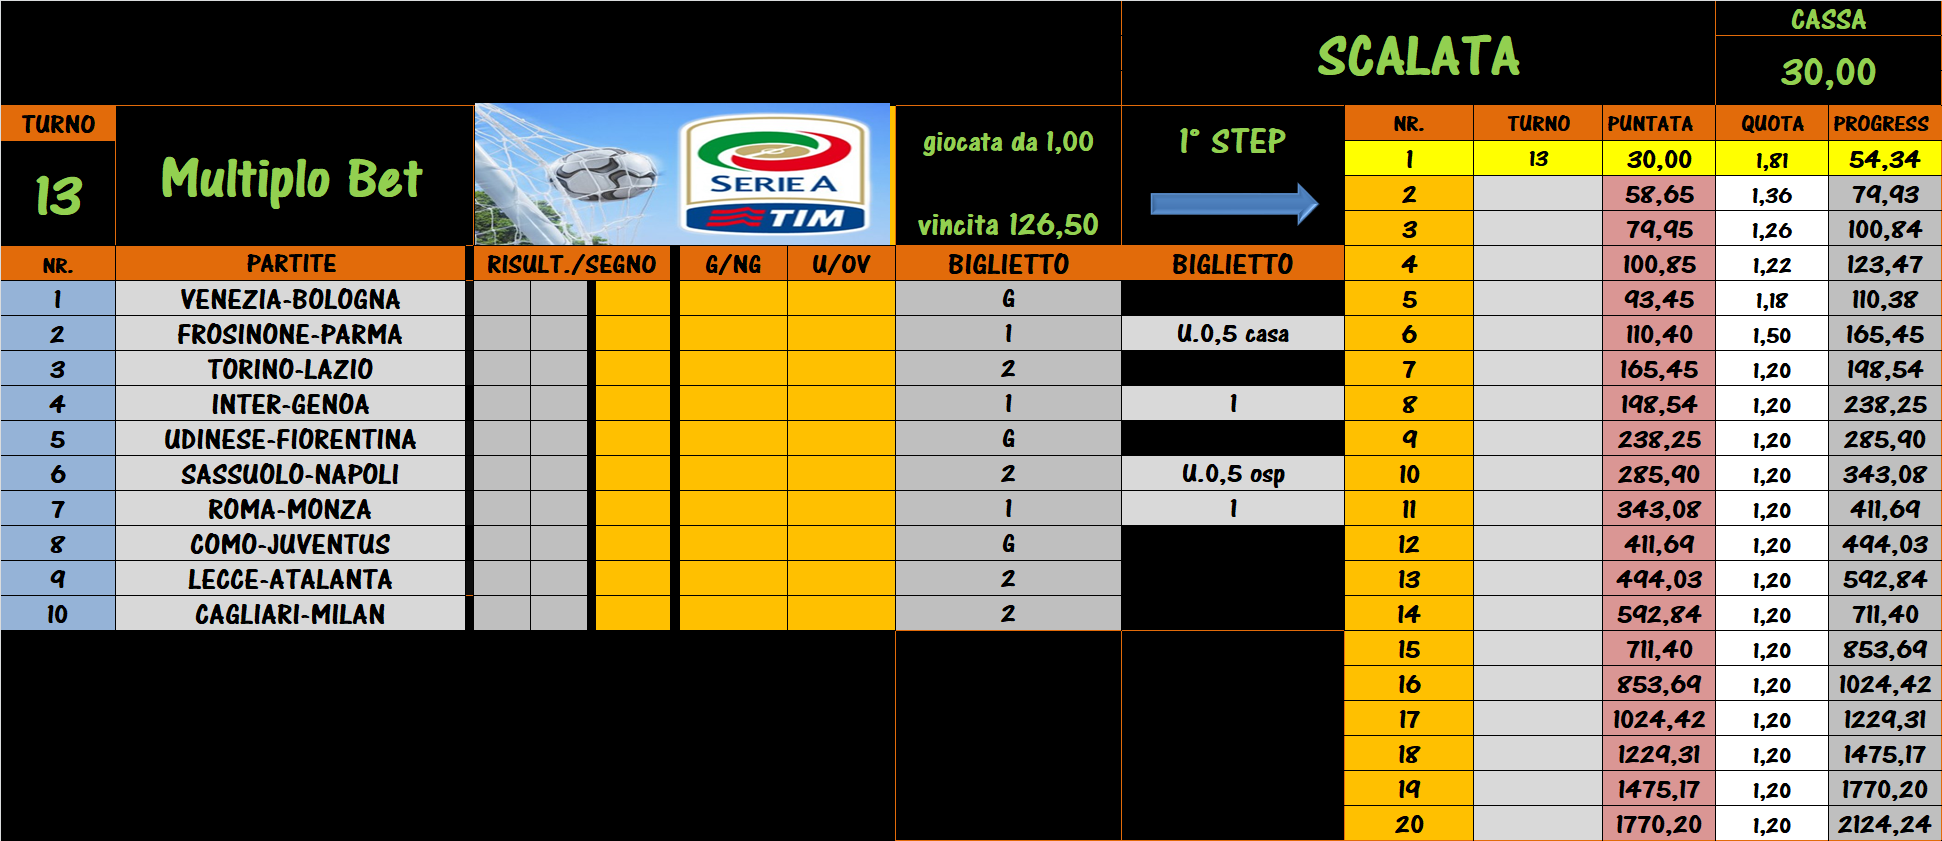 SCALATA
CASSA
30,00
TURNO
13
Multiplo Bet
SERIE A
TIM
giocata da 1,00
vincita 126,50
1° STEP
NR. TURNO PUNTATA QUOTA PROGRESS
1 13 30,00 1,81 54,34
2 58,65 1,36 79,93
3 79,95 1,26 100,84
4 100,85 1,22 123,47
5 93,45 1,18 110,38
6 110,40 1,50 165,45
7 165,45 1,20 198,54
8 198,54 1,20 238,25
9 238,25 1,20 285,90
10 285,90 1,20 343,08
11 343,08 1,20 411,69
12 411,69 1,20 494,03
13 494,03 1,20 592,84
14 592,84 1,20 711,40
15 711,40 1,20 853,69
16 853,69 1,20 1024,42
17 1024,42 1,20 1229,31
18 1229,31 1,20 1475,17
19 1475,17 1,20 1770,20
20 1770,20 1,20 2124,24
NR. PARTITE RISULT./SEGNO G/NG U/OV BIGLIETTO BIGLIETTO
1 VENEZIA-BOLOGNA G
2 FROSINONE-PARMA 1 U.0,5 casa
3 TORINO-LAZIO 2
4 INTER-GENOA 1 1
5 UDINESE-FIORENTINA G
6 SASSUOLO-NAPOLI 2 U.0,5 osp
7 ROMA-MONZA 1 1
8 COMO-JUVENTUS G
9 LECCE-ATALANTA 2
10 CAGLIARI-MILAN 2